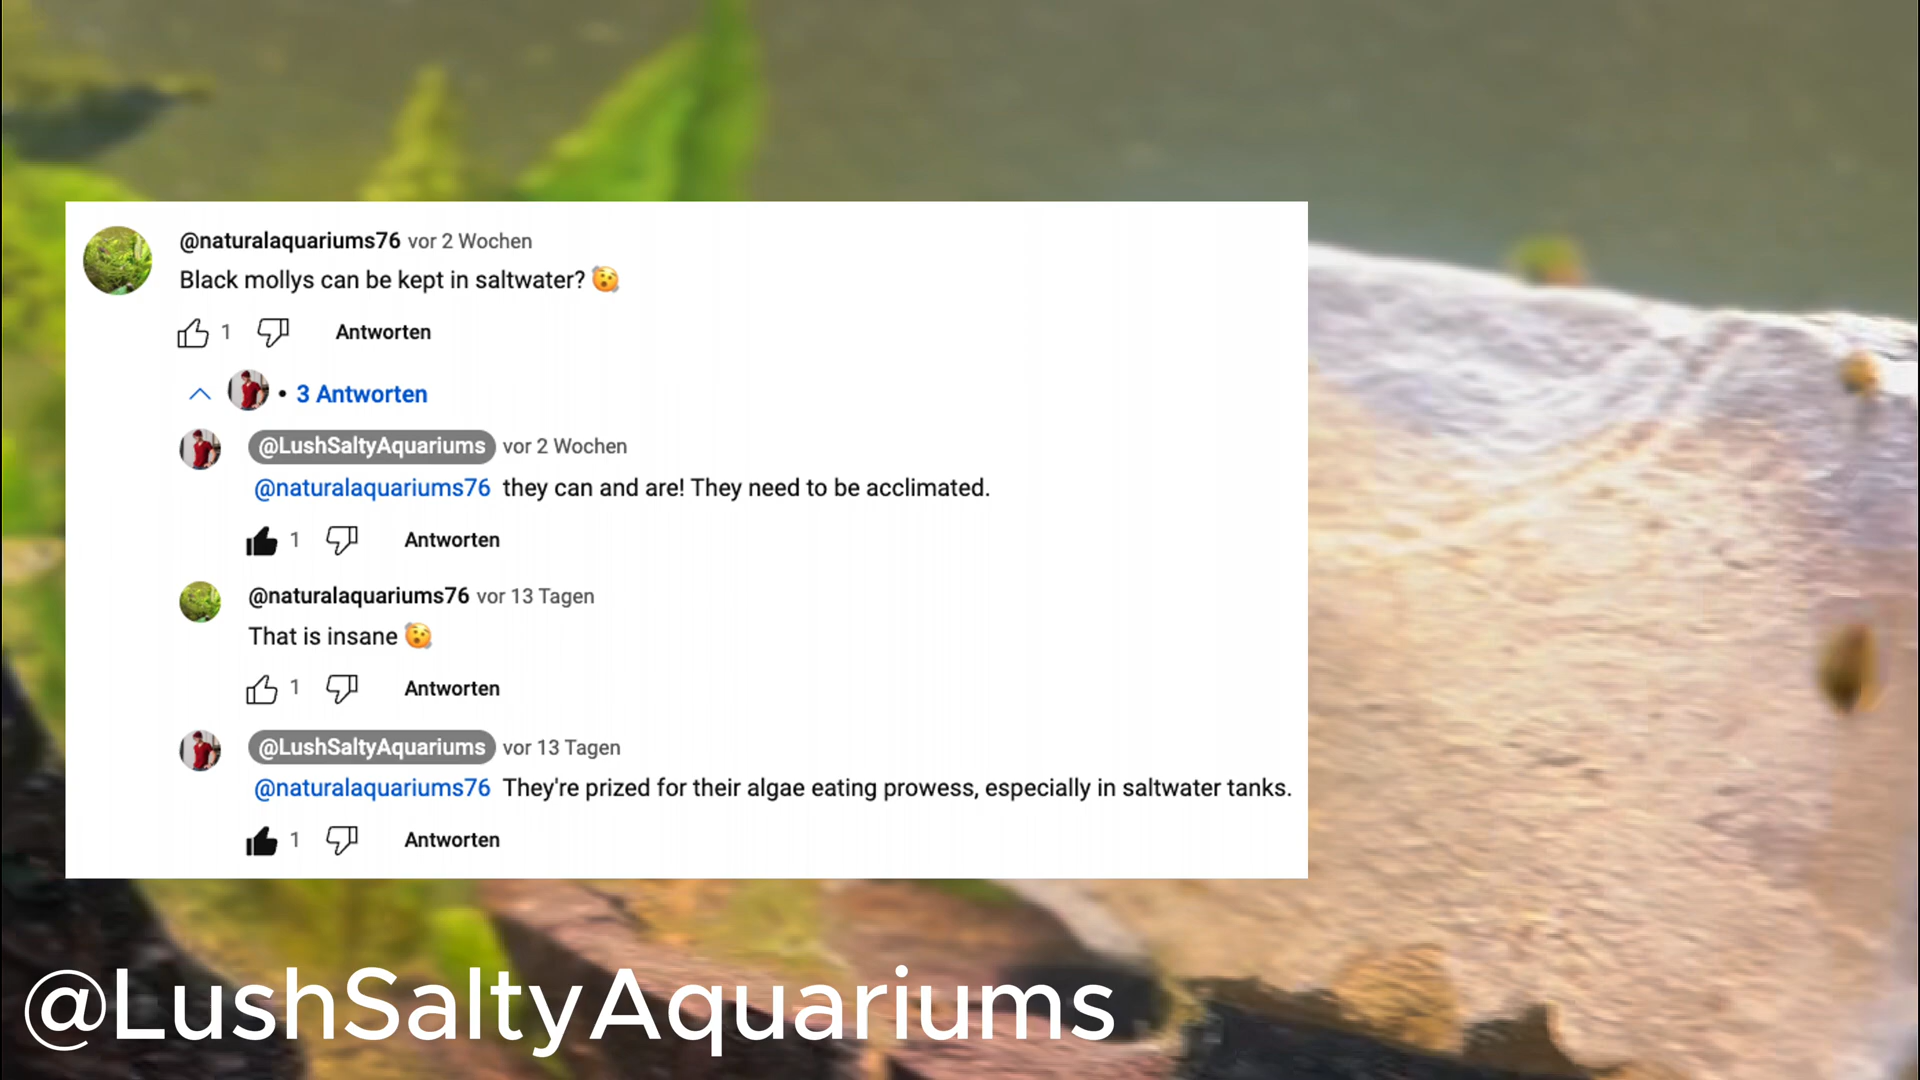 @naturalaquariums76 vor 2 Wochen
Black mollys can be kept in saltwater?
1 Antworten
• 3 Antworten
@LushSaltyAquariums vor 2 Wochen
@naturalaquariums76 they can and are! They need to be acclimated.
1 Antworten
@naturalaquariums76 vor 13 Tagen
That is insane
1 Antworten
@LushSaltyAquariums vor 13 Tagen
@naturalaquariums76 They're prized for their algae eating prowess, especially in saltwater tanks.
1 Antworten
@LushSaltyAquariums